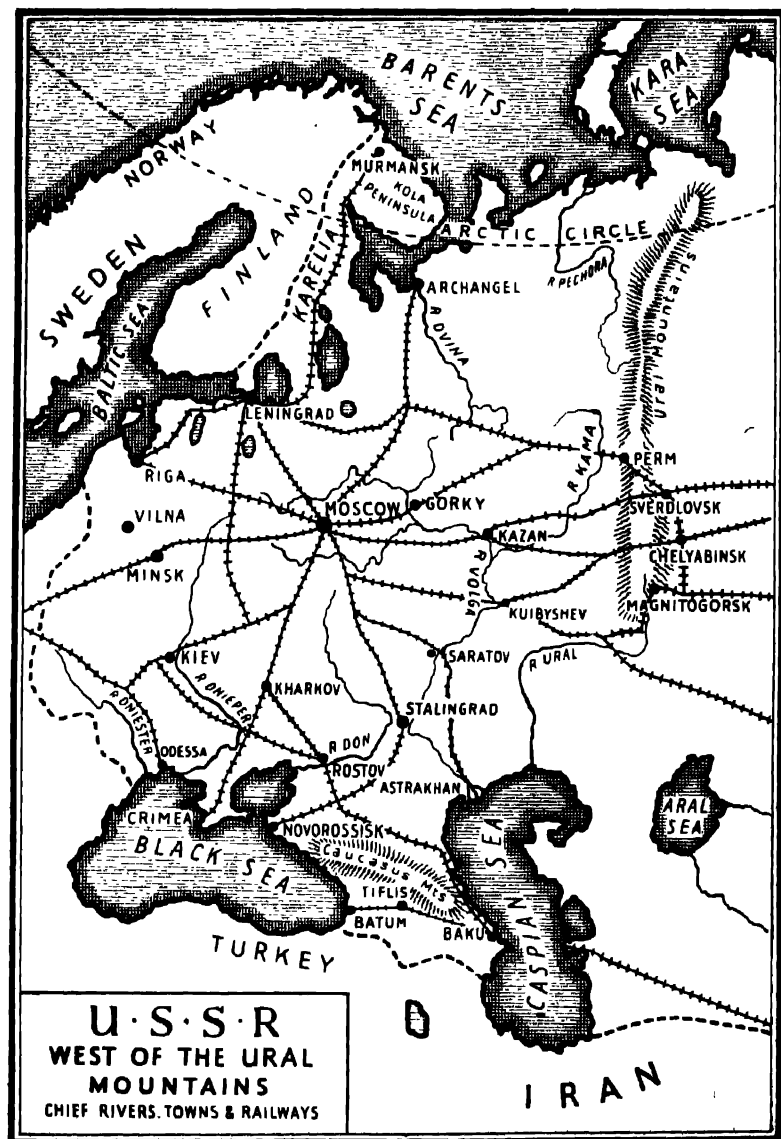 BARENTS SEA
KARA SEA
NORWAY
MURMANSK
KOLA PENINSULA
ARCTIC CIRCLE
SWEDEN
FINLAND
KARELIA
R PECHORA
Ural Mountains
ARCHANGEL
R DVINA
BALTIC SEA
LENINGRAD
R KAMA
PERM
RIGA
MOSCOW
GORKY
SVERDLOVSK
VILNA
KAZAN
CHELYABINSK
MINSK
R VOLGA
KUIBYSHEV
MAGNITOGORSK
KIEV
SARATOV
R URAL
R DNIEPER
KHARKOV
STALINGRAD
R DNIESTER
R DON
ODESSA
ROSTOV
ASTRAKHAN
ARAL SEA
CRIMEA
NOVOROSSISK
BLACK SEA
Caucasus Mts
TIFLIS
CASPIAN SEA
BATUM
BAKU
TURKEY
IRAN
U·S·S·R
WEST OF THE URAL
MOUNTAINS
CHIEF RIVERS. TOWNS & RAILWAYS